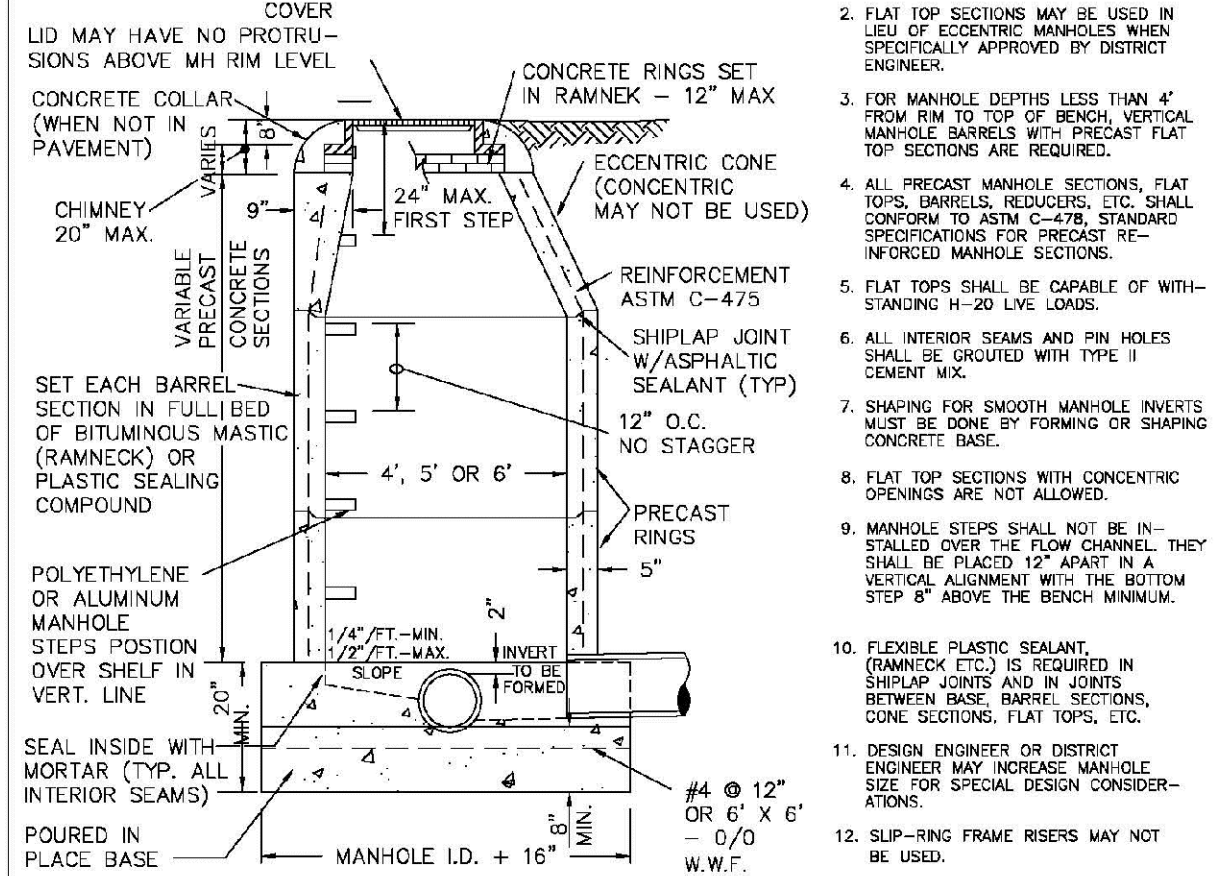 COVER
LID MAY HAVE NO PROTRU-
SIONS ABOVE MH RIM LEVEL
CONCRETE COLLAR
(WHEN NOT IN
PAVEMENT)
VARIES
8"
CHIMNEY
20" MAX.
9"
24" MAX.
FIRST STEP
CONCRETE RINGS SET
IN RAMNEK - 12" MAX
ECCENTRIC CONE
(CONCENTRIC
MAY NOT BE USED)
VARIABLE
PRECAST
CONCRETE
SECTIONS
REINFORCEMENT
ASTM C-475
SHIPLAP JOINT
W/ASPHALTIC
SEALANT (TYP)
SET EACH BARREL
SECTION IN FULL BED
OF BITUMINOUS MASTIC
(RAMNECK) OR
PLASTIC SEALING
COMPOUND
12" O.C.
NO STAGGER
4', 5' OR 6'
PRECAST
RINGS
5"
POLYETHYLENE
OR ALUMINUM
MANHOLE
STEPS POSTION
OVER SHELF IN
VERT. LINE
1/4"/FT.-MIN.
1/2"/FT.-MAX.
SLOPE
2"
INVERT
TO BE
FORMED
20"
MIN.
SEAL INSIDE WITH
MORTAR (TYP. ALL
INTERIOR SEAMS)
POURED IN
PLACE BASE
MANHOLE I.D. + 16"
8"
MIN.
#4 @ 12"
OR 6' X 6'
- 0/0
W.W.F.
2. FLAT TOP SECTIONS MAY BE USED IN
LIEU OF ECCENTRIC MANHOLES WHEN
SPECIFICALLY APPROVED BY DISTRICT
ENGINEER.
3. FOR MANHOLE DEPTHS LESS THAN 4'
FROM RIM TO TOP OF BENCH, VERTICAL
MANHOLE BARRELS WITH PRECAST FLAT
TOP SECTIONS ARE REQUIRED.
4. ALL PRECAST MANHOLE SECTIONS, FLAT
TOPS, BARRELS, REDUCERS, ETC. SHALL
CONFORM TO ASTM C-478, STANDARD
SPECIFICATIONS FOR PRECAST RE-
INFORCED MANHOLE SECTIONS.
5. FLAT TOPS SHALL BE CAPABLE OF WITH-
STANDING H-20 LIVE LOADS.
6. ALL INTERIOR SEAMS AND PIN HOLES
SHALL BE GROUTED WITH TYPE II
CEMENT MIX.
7. SHAPING FOR SMOOTH MANHOLE INVERTS
MUST BE DONE BY FORMING OR SHAPING
CONCRETE BASE.
8. FLAT TOP SECTIONS WITH CONCENTRIC
OPENINGS ARE NOT ALLOWED.
9. MANHOLE STEPS SHALL NOT BE IN-
STALLED OVER THE FLOW CHANNEL. THEY
SHALL BE PLACED 12" APART IN A
VERTICAL ALIGNMENT WITH THE BOTTOM
STEP 8" ABOVE THE BENCH MINIMUM.
10. FLEXIBLE PLASTIC SEALANT,
(RAMNECK ETC.) IS REQUIRED IN
SHIPLAP JOINTS AND IN JOINTS
BETWEEN BASE, BARREL SECTIONS,
CONE SECTIONS, FLAT TOPS, ETC.
11. DESIGN ENGINEER OR DISTRICT
ENGINEER MAY INCREASE MANHOLE
SIZE FOR SPECIAL DESIGN CONSIDER-
ATIONS.
12. SLIP-RING FRAME RISERS MAY NOT
BE USED.